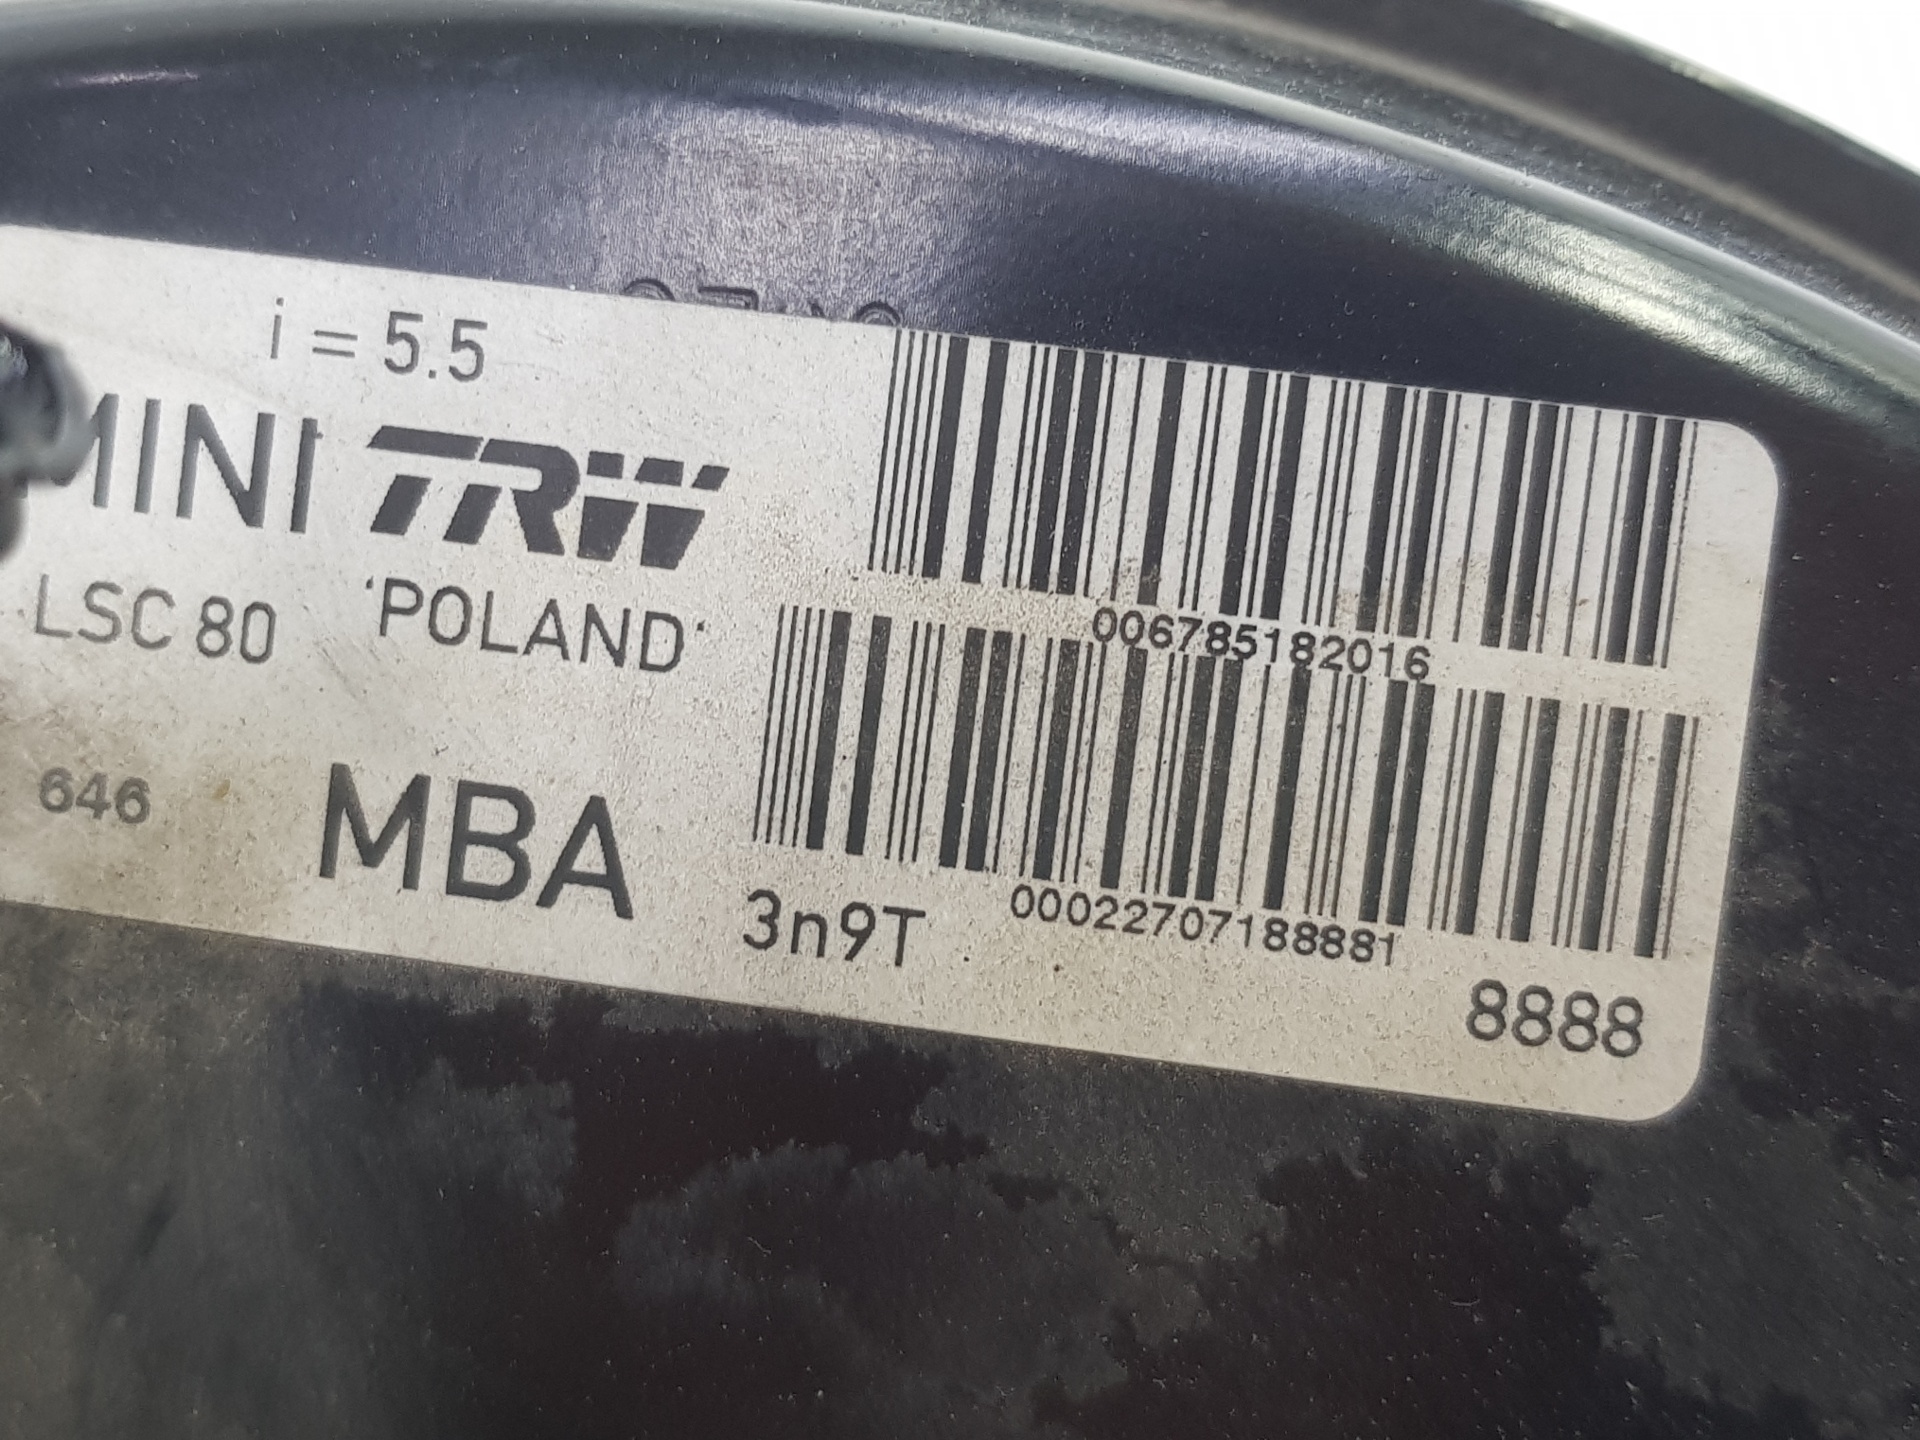 i = 5.5
MINI TRW
LSC 80 'POLAND'
006785182016
646 MBA
3n9T 00022707188881
8888